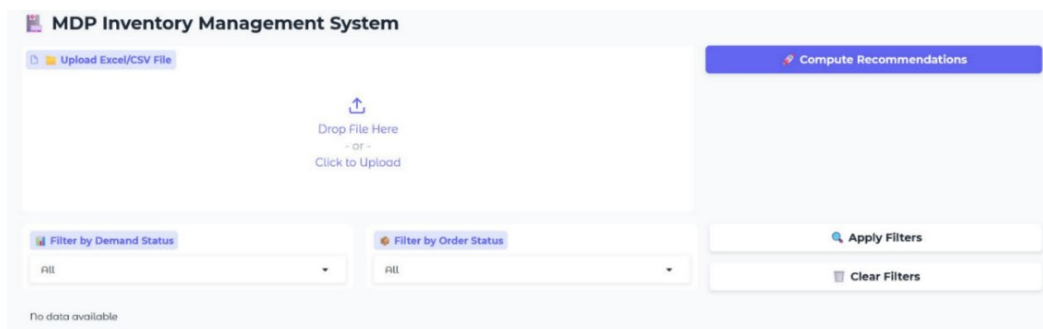 MDP Inventory Management System
Upload Excel/CSV File
Compute Recommendations
Drop File Here
- or -
Click to Upload
Filter by Demand Status
Filter by Order Status
Apply Filters
All
All
Clear Filters
No data available